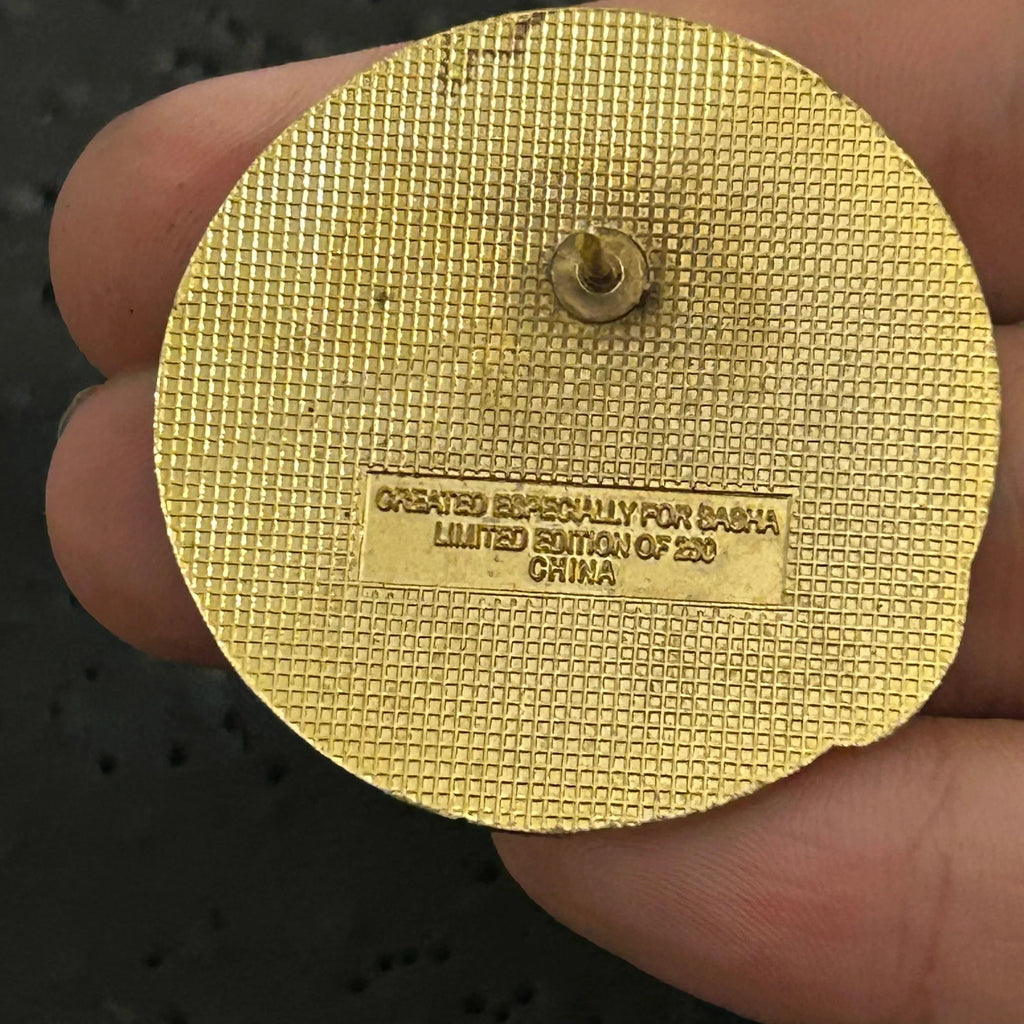 CREATED ESPECIALLY FOR SASHA
LIMITED EDITION OF 250
CHINA